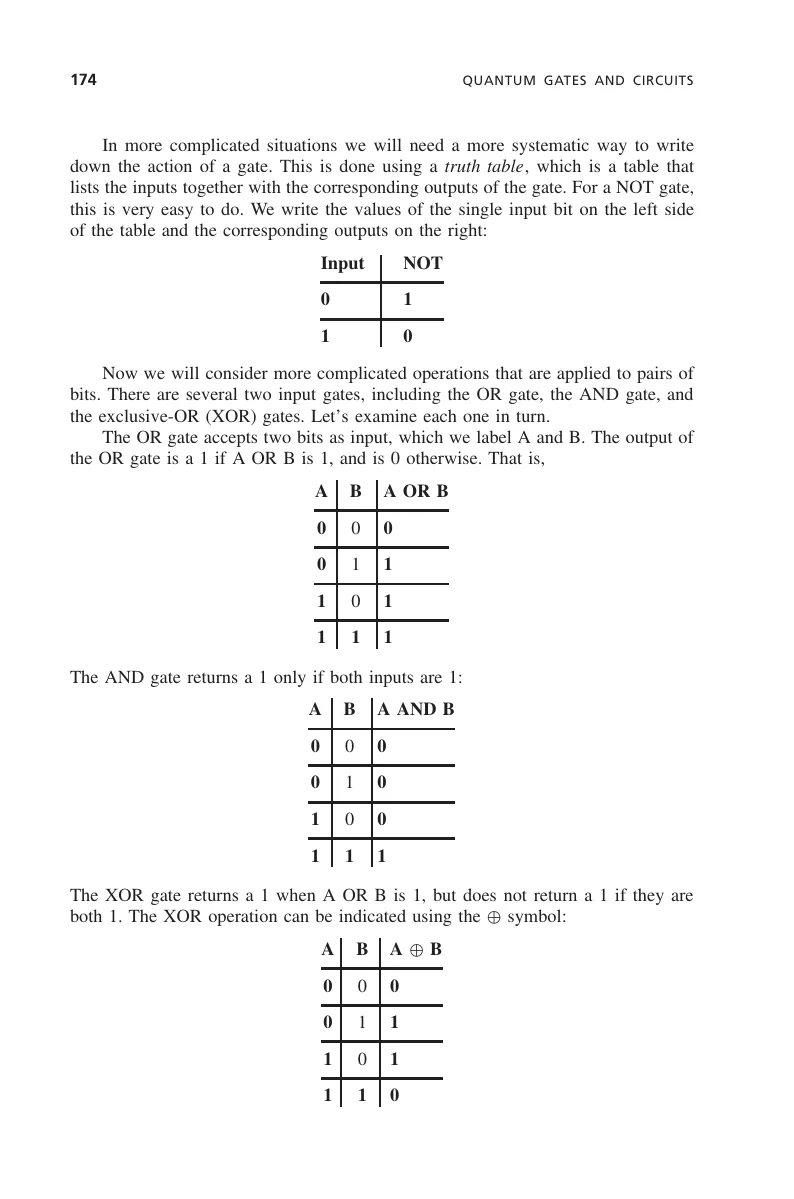 174 QUANTUM GATES AND CIRCUITS
In more complicated situations we will need a more systematic way to write
down the action of a gate. This is done using a truth table, which is a table that
lists the inputs together with the corresponding outputs of the gate. For a NOT gate,
this is very easy to do. We write the values of the single input bit on the left side
of the table and the corresponding outputs on the right:
Input NOT
0 1
1 0
Now we will consider more complicated operations that are applied to pairs of
bits. There are several two input gates, including the OR gate, the AND gate, and
the exclusive-OR (XOR) gates. Let's examine each one in turn.
The OR gate accepts two bits as input, which we label A and B. The output of
the OR gate is a 1 if A OR B is 1, and is 0 otherwise. That is,
A B A OR B
0 0 0
0 1 1
1 0 1
1 1 1
The AND gate returns a 1 only if both inputs are 1:
A B A AND B
0 0 0
0 1 0
1 0 0
1 1 1
The XOR gate returns a 1 when A OR B is 1, but does not return a 1 if they are
both 1. The XOR operation can be indicated using the ⊕ symbol:
A B A ⊕ B
0 0 0
0 1 1
1 0 1
1 1 0